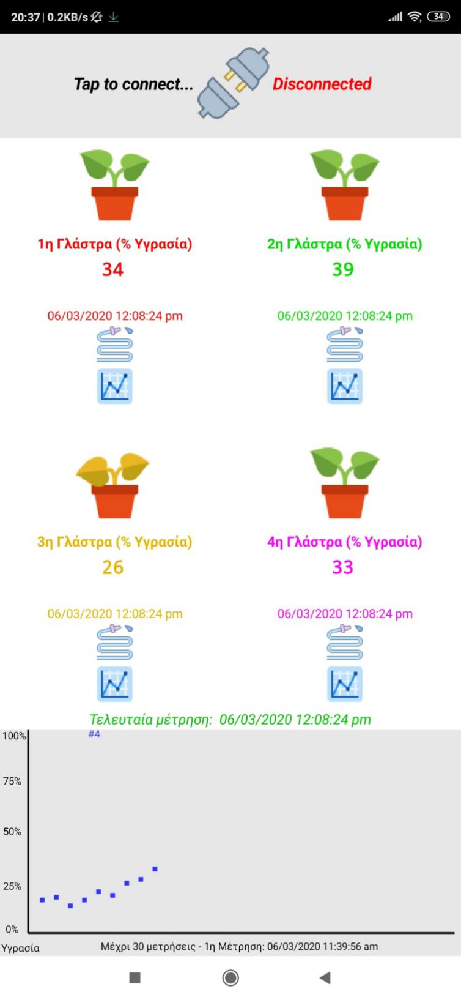 20:37 | 0.2KB/s 34
Tap to connect... Disconnected
1η Γλάστρα (% Υγρασία) 2η Γλάστρα (% Υγρασία)
34 39
06/03/2020 12:08:24 pm 06/03/2020 12:08:24 pm
3η Γλάστρα (% Υγρασία) 4η Γλάστρα (% Υγρασία)
26 33
06/03/2020 12:08:24 pm 06/03/2020 12:08:24 pm
Τελευταία μέτρηση: 06/03/2020 12:08:24 pm
100% #4
75%
50%
25%
0%
Υγρασία Μέχρι 30 μετρήσεις - 1η Μέτρηση: 06/03/2020 11:39:56 am